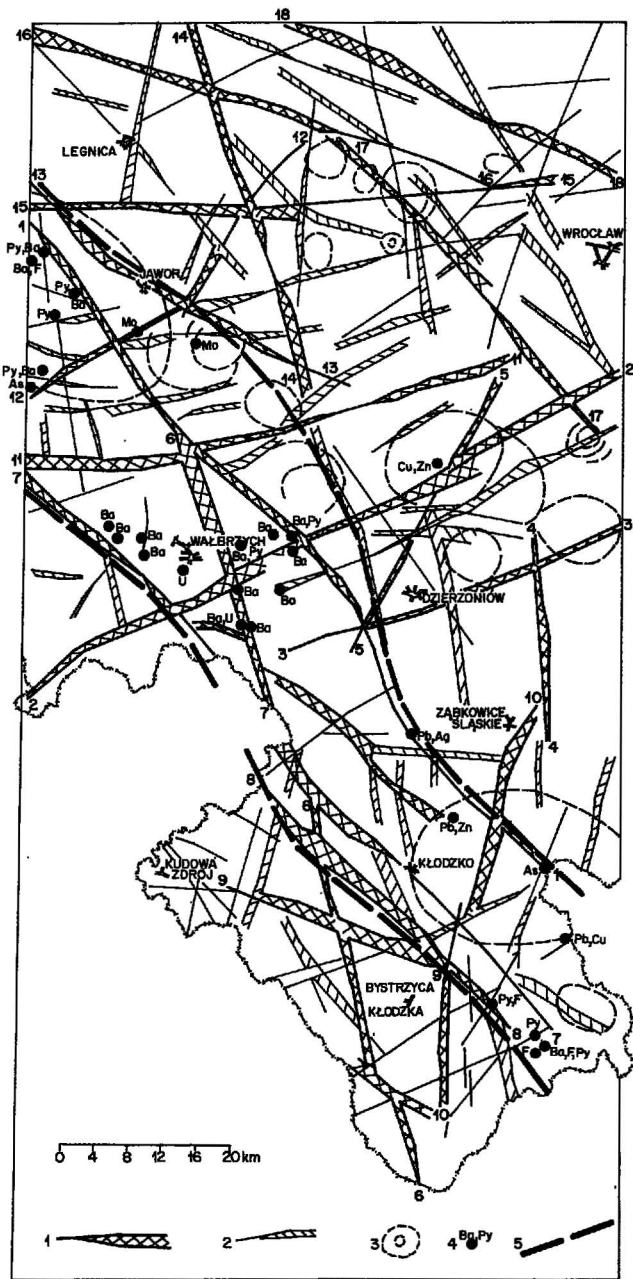 18
16
14
LEGNICA
12
17
16
15
18
13
15
1
WROCŁAW
Py,Ba
Ba,F
JAWOR
Py
Ba
Py
Mo
Mo
Py,Ba
As
12
13
14
11
5
2
6
17
11
7
Cu,Zn
Ba
Ba
Ba
Ba
WAŁBRZYCH
U
Ba
Py
Ba
Ba,Py
Ba
4
3
Ba
Ba
DZIERŻONIÓW
Ba,U
Ba
3
5
2
7
ZĄBKOWICE
ŚLĄSKIE
10
4
Pb,Ag
8
6
Pb,Zn
KUDOWA
ZDRÓJ
9
KŁODZKO
As
1
Pb,Cu
9
BYSTRZYCA
KŁODZKA
Py,F
8
Py
7
F
Ba,F,Py
10
6
0 4 8 12 16 20 km
1 2 3 4 Ba,Py 5